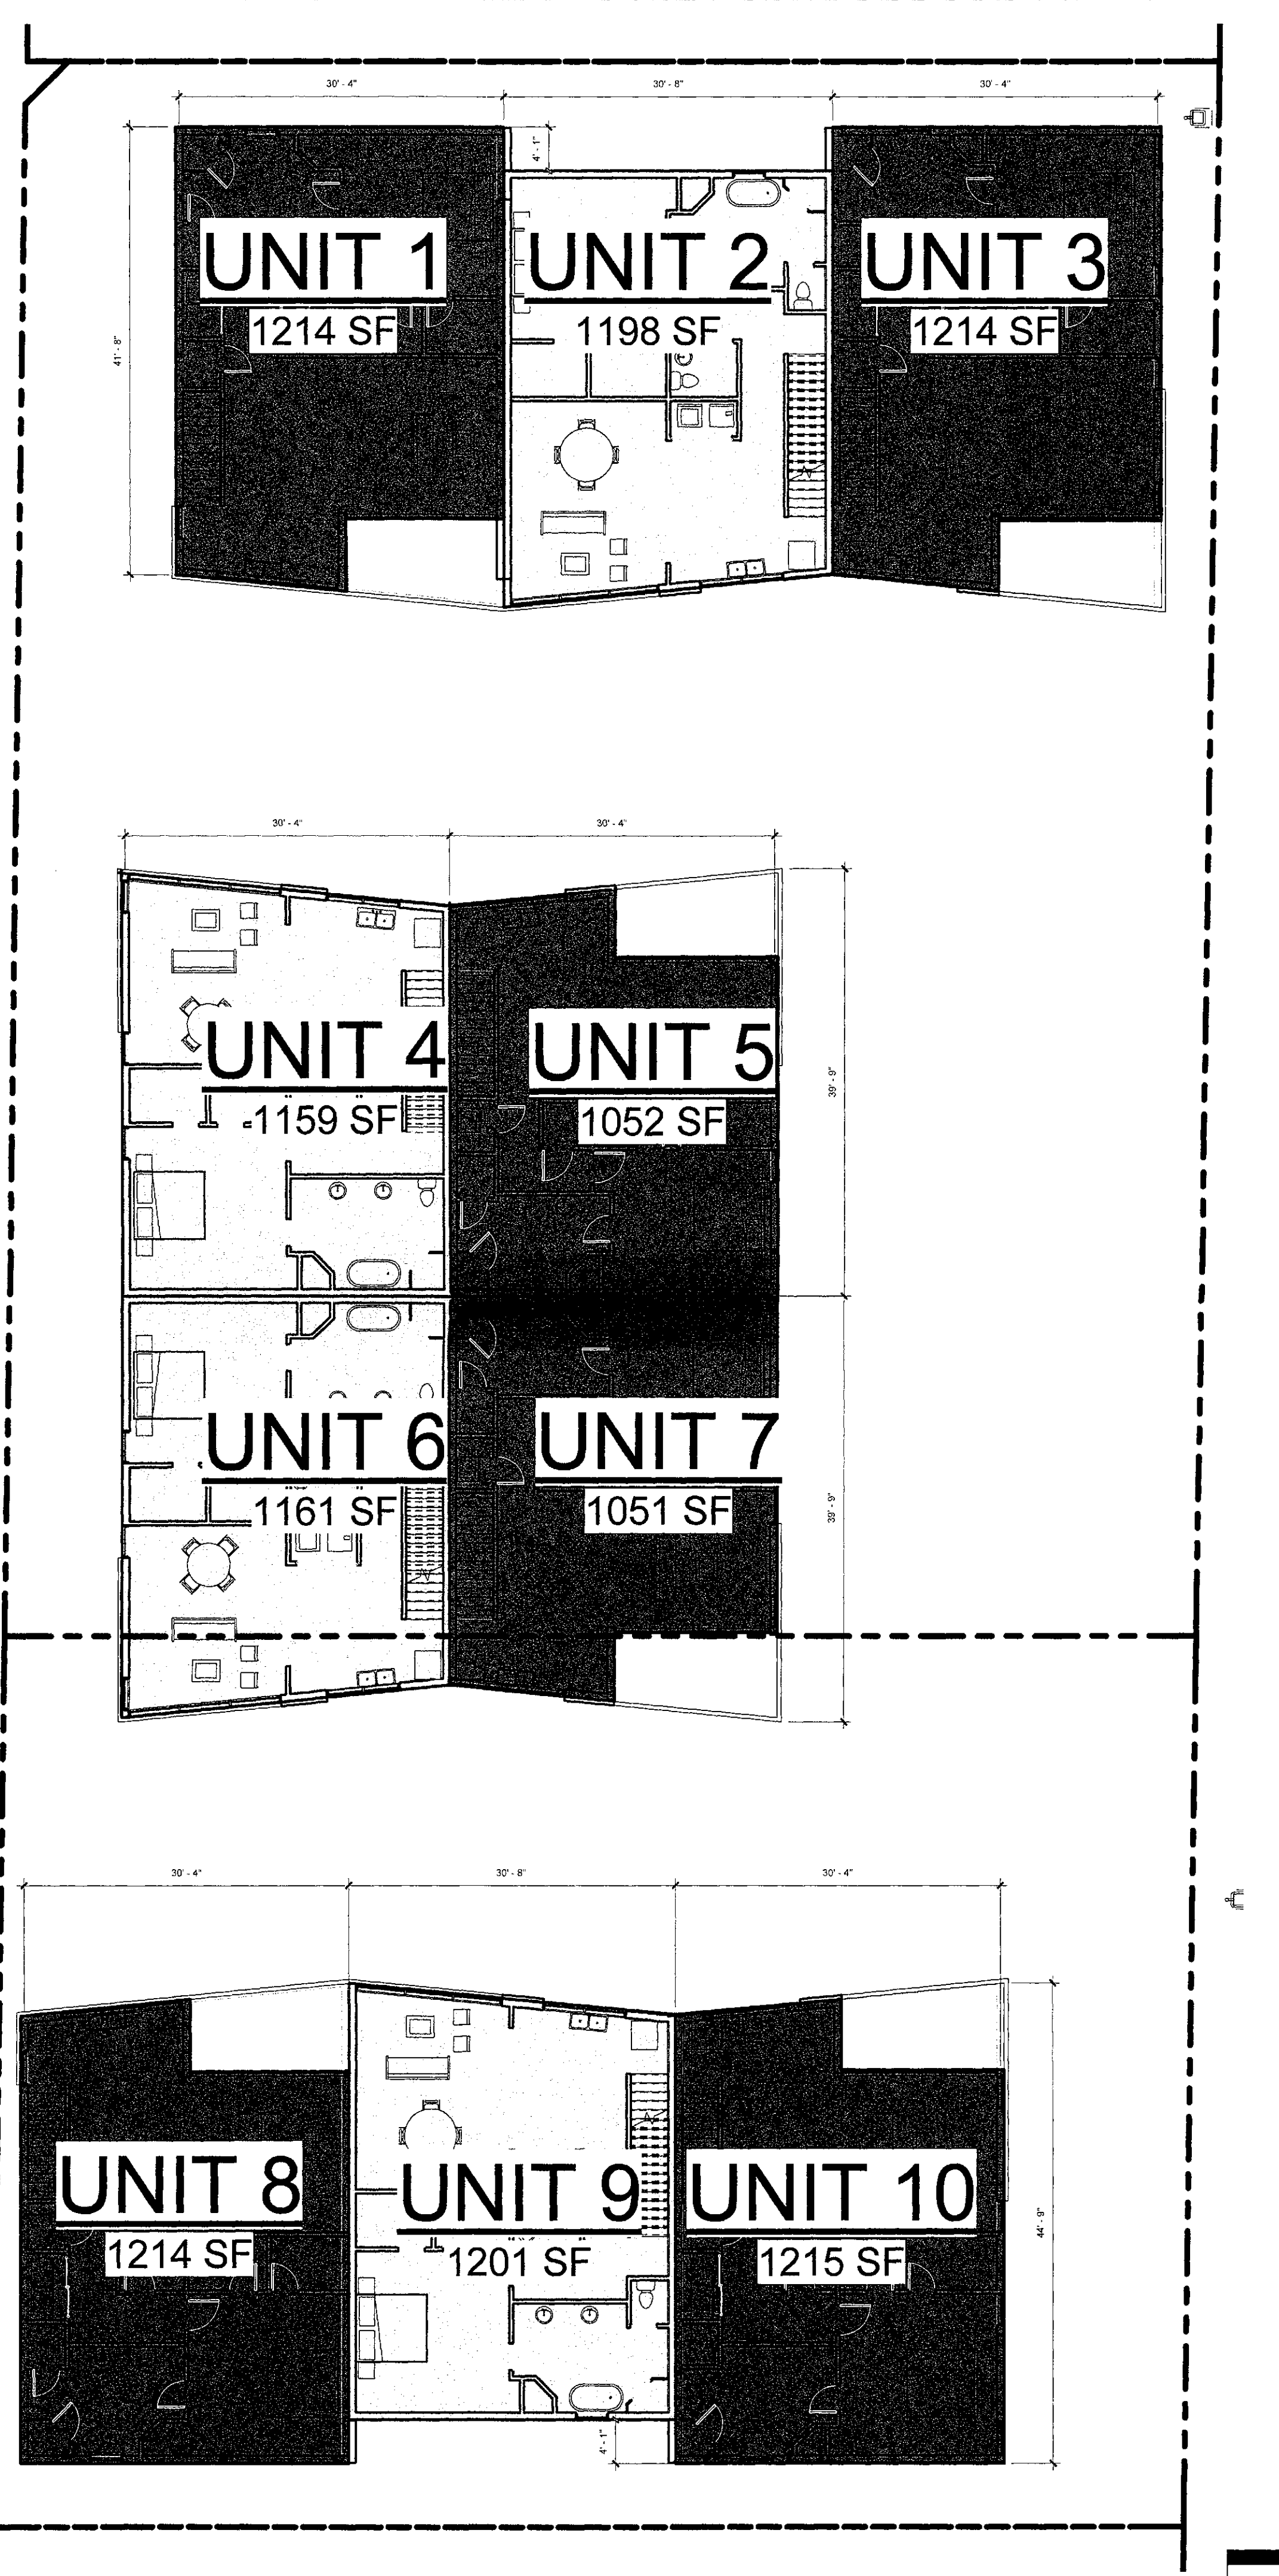 30' - 4"
30' - 8"
30' - 4"
4' - 1"
41' - 8"
UNIT 1
1214 SF
UNIT 2
1198 SF
UNIT 3
1214 SF
30' - 4"
30' - 4"
UNIT 4
1159 SF
UNIT 5
1052 SF
39' - 9"
UNIT 6
1161 SF
UNIT 7
1051 SF
39' - 9"
30' - 4"
30' - 8"
30' - 4"
UNIT 8
1214 SF
UNIT 9
1201 SF
UNIT 10
1215 SF
44' - 9"
4' - 1"